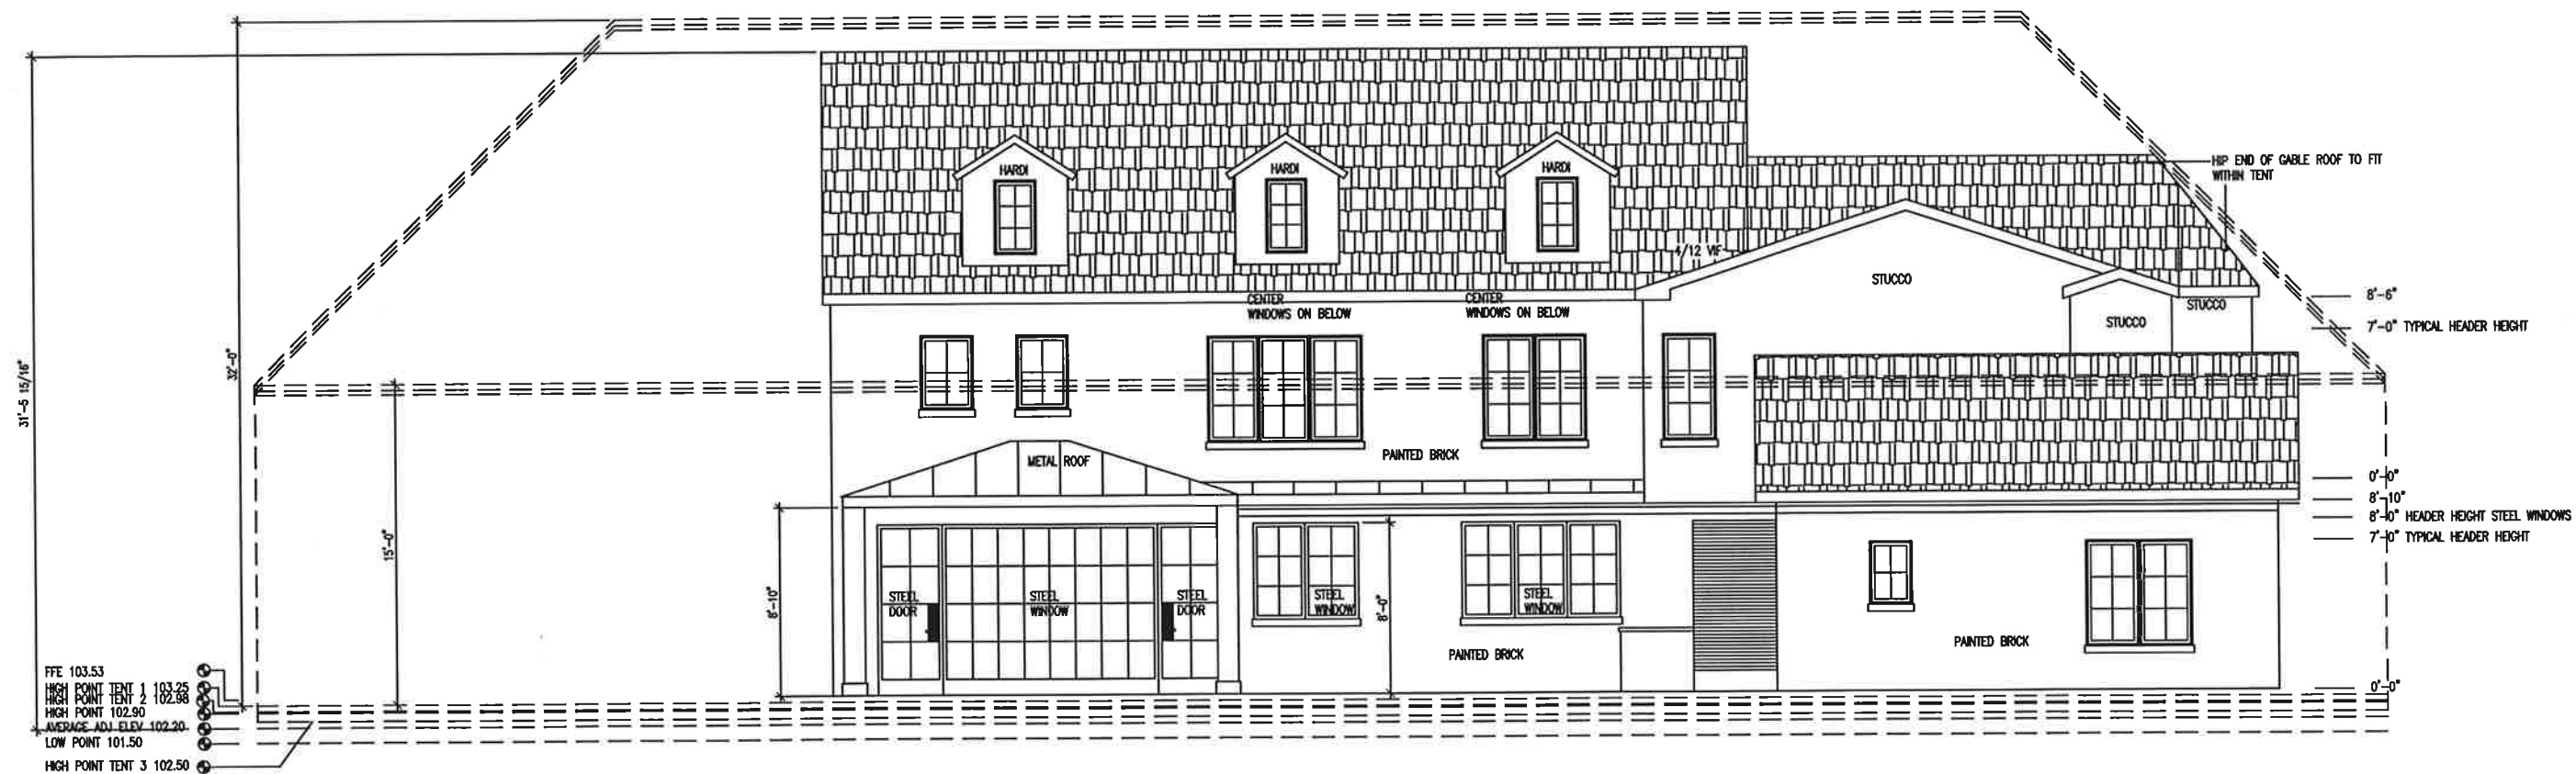 HIP END OF GABLE ROOF TO FIT
WITHIN TENT
HARDI
HARDI
HARDI
4/12 VIF
STUCCO
STUCCO
STUCCO
8'-6"
7'-0" TYPICAL HEADER HEIGHT
CENTER
WINDOWS ON BELOW
CENTER
WINDOWS ON BELOW
31'-5 15/16"
32'-0"
15'-0"
METAL ROOF
PAINTED BRICK
0'-0"
8'-10"
8'-0" HEADER HEIGHT STEEL WINDOWS
7'-0" TYPICAL HEADER HEIGHT
8'-10"
STEEL
DOOR
STEEL
WINDOW
STEEL
DOOR
STEEL
WINDOW
8'-0"
STEEL
WINDOW
PAINTED BRICK
PAINTED BRICK
0'-0"
FFE 103.53
HIGH POINT TENT 1 103.25
HIGH POINT TENT 2 102.98
HIGH POINT 102.90
AVERAGE ADJ ELEV 102.20
LOW POINT 101.50
HIGH POINT TENT 3 102.50